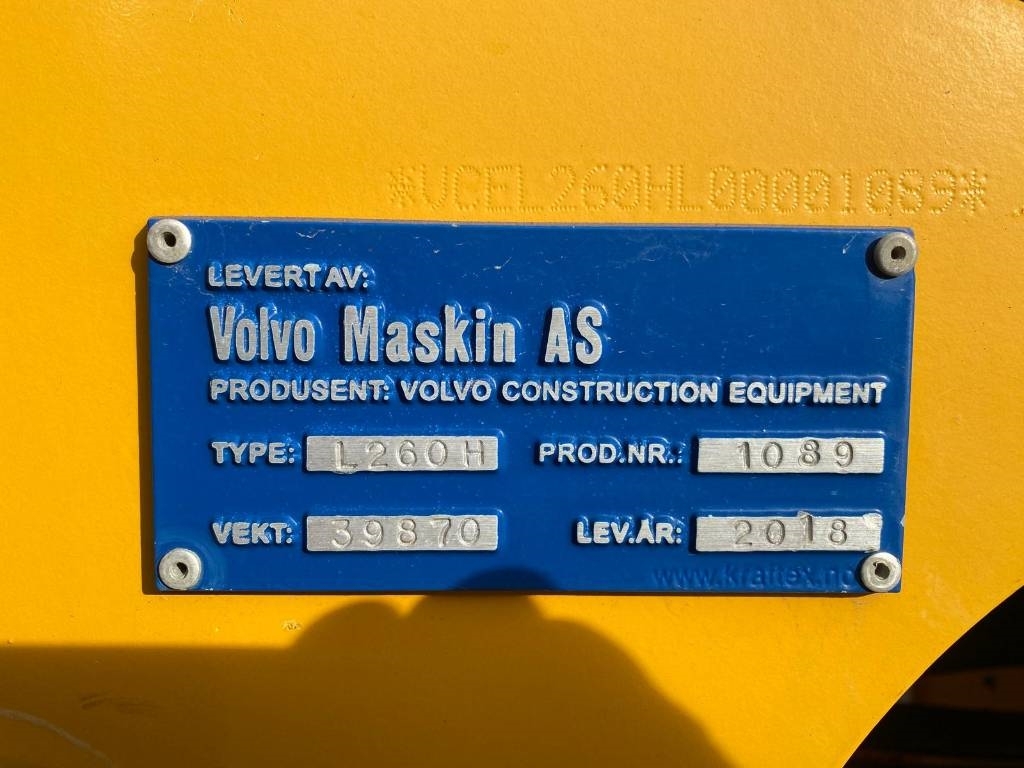 *VCEL260HL00001089*
LEVERT AV:
Volvo Maskin AS
PRODUSENT: VOLVO CONSTRUCTION EQUIPMENT
TYPE: L260H PROD.NR.: 1089
VEKT: 39870 LEV.ÅR: 2018
www.kraftex.no